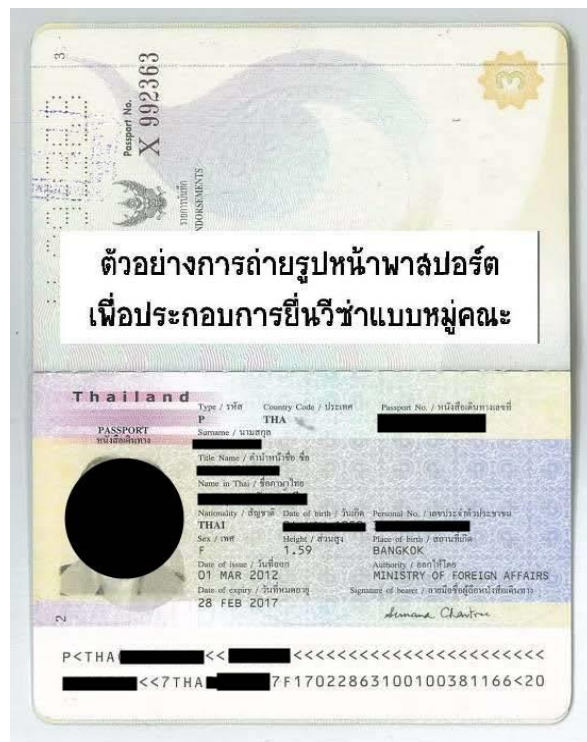 3
Passport No.
X 992363
รายการบันทึก
ENDORSEMENTS
3
ตัวอย่างการถ่ายรูปหน้าพาสปอร์ต
เพื่อประกอบการยื่นวีซ่าแบบหมู่คณะ
Thailand
PASSPORT
หนังสือเดินทาง
Type / รหัส Country Code / ประเทศ Passport No. / หนังสือเดินทางเลขที่
P THA
Surname / นามสกุล
Title Name / คำนำหน้าชื่อ ชื่อ
Name in Thai / ชื่อภาษาไทย
Nationality / สัญชาติ Date of birth / วันเกิด Personal No. / เลขประจำตัวประชาชน
THAI
Sex / เพศ Height / ส่วนสูง Place of birth / สถานที่เกิด
F 1.59 BANGKOK
Date of issue / วันที่ออก Authority / ออกให้โดย
01 MAR 2012 MINISTRY OF FOREIGN AFFAIRS
Date of expiry / วันที่หมดอายุ Signature of bearer / ลายมือชื่อผู้ถือหนังสือเดินทาง
28 FEB 2017
2
P<THA << <<<<<<<<<<<<<<<<<<<<<<<
<<7THA 7F17022863100100381166<20